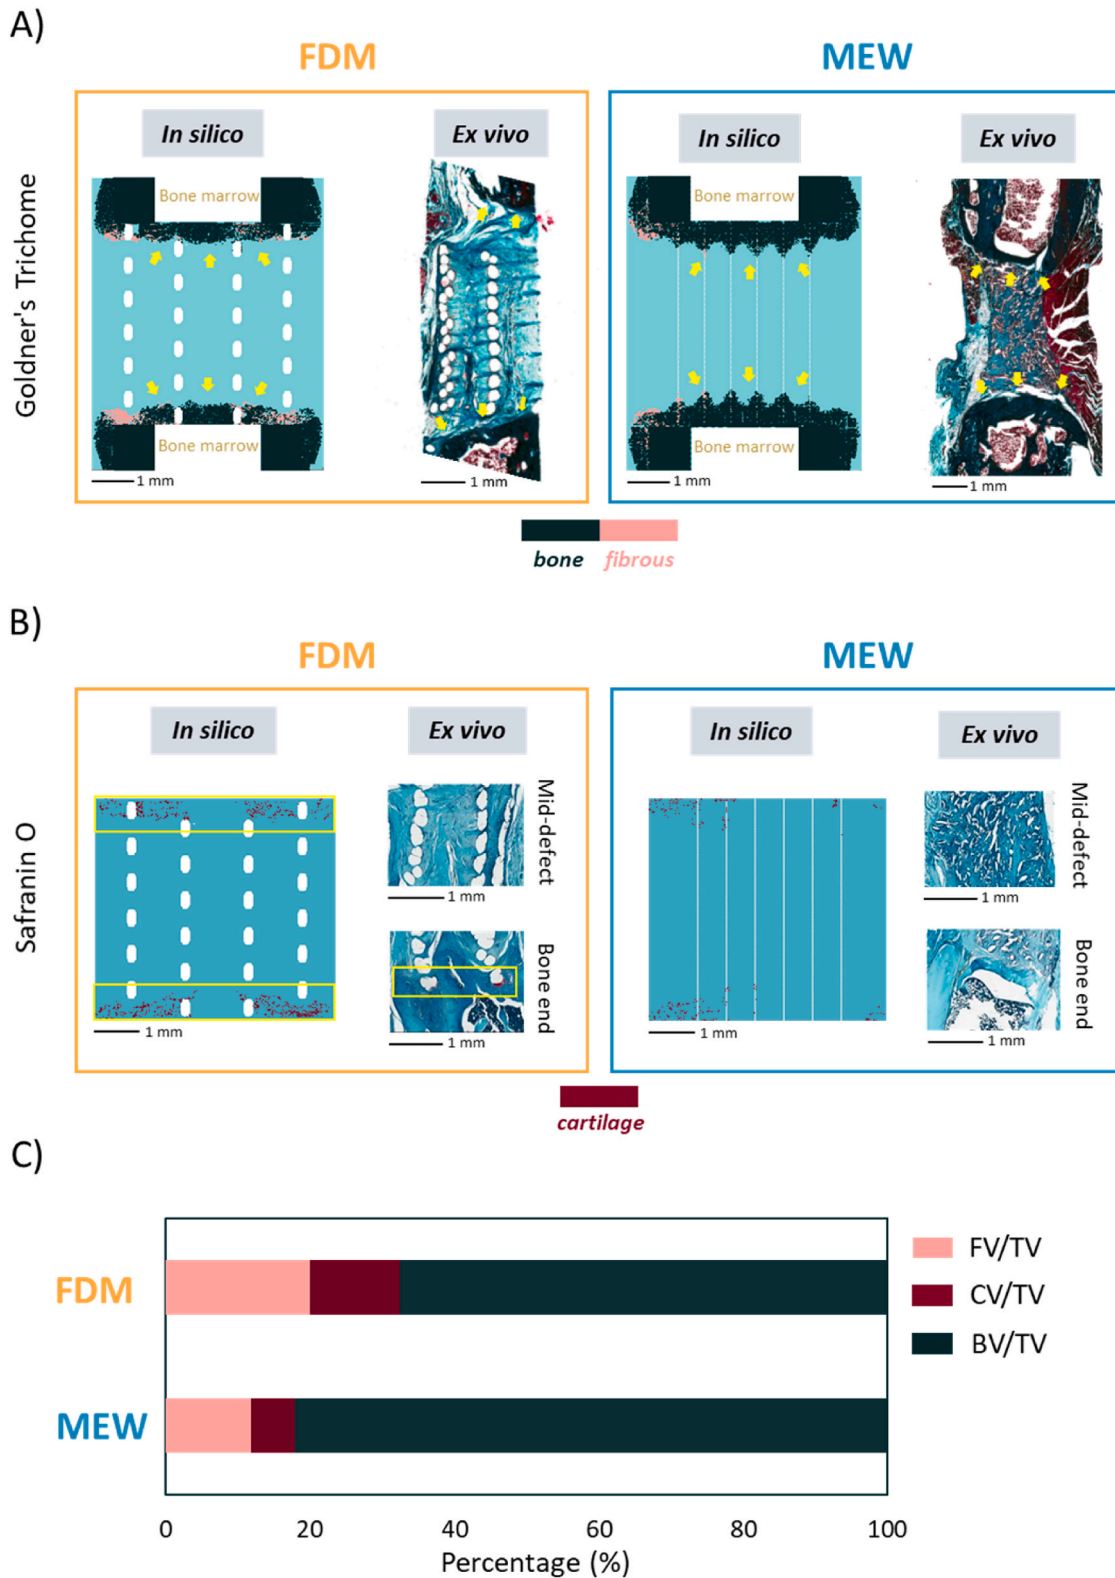 A)
FDM
MEW
In silico
Ex vivo
In silico
Ex vivo
Goldner's Trichome
Bone marrow
Bone marrow
Bone marrow
Bone marrow
1 mm
1 mm
1 mm
1 mm
bone
fibrous
B)
FDM
MEW
In silico
Ex vivo
In silico
Ex vivo
Safranin O
Mid-defect
Mid-defect
1 mm
1 mm
Bone end
Bone end
1 mm
1 mm
1 mm
1 mm
cartilage
C)
FDM
MEW
FV/TV
CV/TV
BV/TV
0 20 40 60 80 100
Percentage (%)